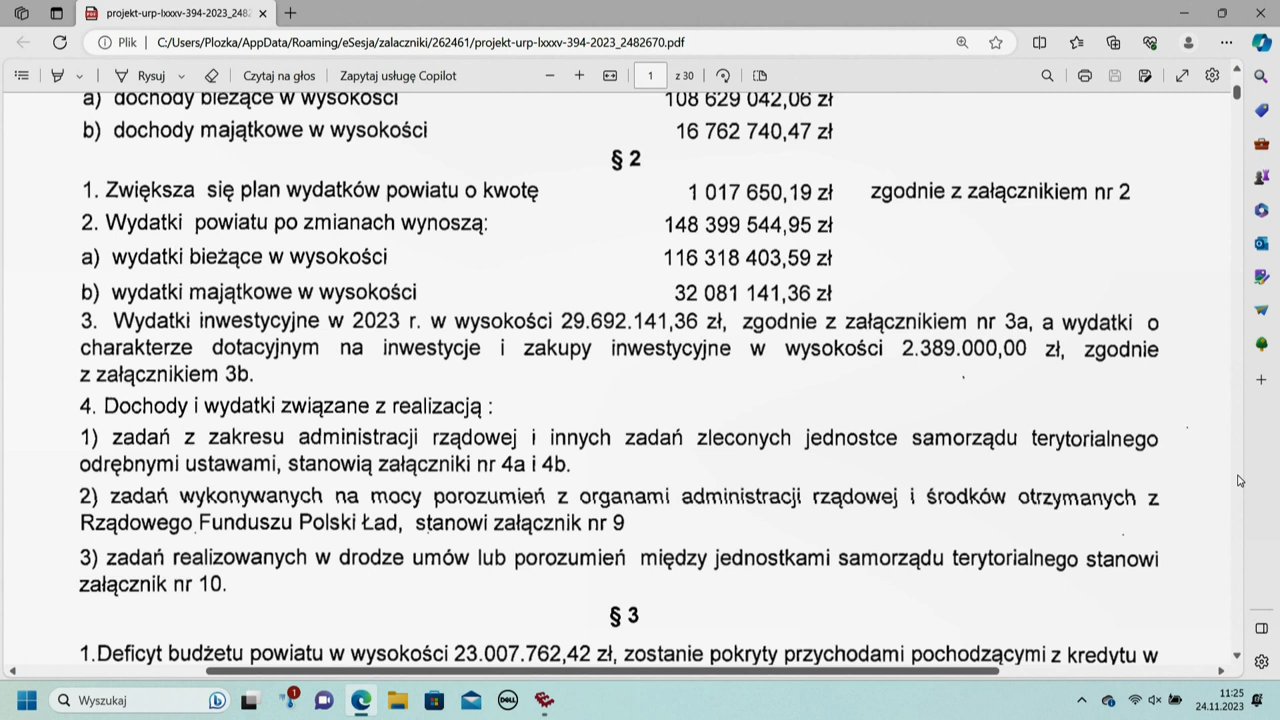 projekt-urp-lxxxv-394-2023_248
Plik C:/Users/Plozka/AppData/Roaming/eSesja/zalaczniki/262461/projekt-urp-lxxxv-394-2023_2482670.pdf
Rysuj Czytaj na głos Zapytaj usługę Copilot 1 z 30
a) dochody bieżące w wysokości 108 629 042,06 zł
b) dochody majątkowe w wysokości 16 762 740,47 zł
§ 2
1. Zwiększa się plan wydatków powiatu o kwotę 1 017 650,19 zł zgodnie z załącznikiem nr 2
2. Wydatki powiatu po zmianach wynoszą: 148 399 544,95 zł
a) wydatki bieżące w wysokości 116 318 403,59 zł
b) wydatki majątkowe w wysokości 32 081 141,36 zł
3. Wydatki inwestycyjne w 2023 r. w wysokości 29.692.141,36 zł, zgodnie z załącznikiem nr 3a, a wydatki o
charakterze dotacyjnym na inwestycje i zakupy inwestycyjne w wysokości 2.389.000,00 zł, zgodnie
z załącznikiem 3b.
4. Dochody i wydatki związane z realizacją :
1) zadań z zakresu administracji rządowej i innych zadań zleconych jednostce samorządu terytorialnego
odrębnymi ustawami, stanowią załączniki nr 4a i 4b.
2) zadań wykonywanych na mocy porozumień z organami administracji rządowej i środków otrzymanych z
Rządowego Funduszu Polski Ład, stanowi załącznik nr 9
3) zadań realizowanych w drodze umów lub porozumień między jednostkami samorządu terytorialnego stanowi
załącznik nr 10.
§ 3
1.Deficyt budżetu powiatu w wysokości 23.007.762,42 zł, zostanie pokryty przychodami pochodzącymi z kredytu w
Wyszukaj
1
DELL
11:25
24.11.2023